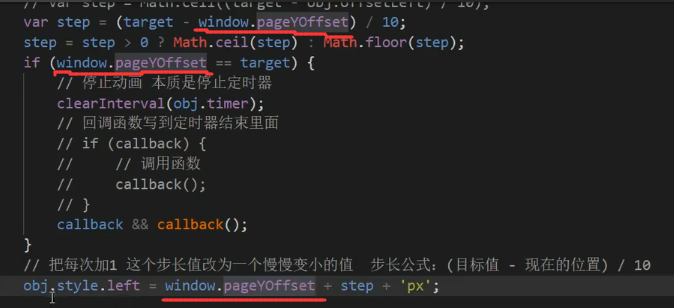 // var step = Math.ceil((target - obj.offsetLeft) / 10);
var step = (target - window.pageYOffset) / 10;
step = step > 0 ? Math.ceil(step) : Math.floor(step);
if (window.pageYOffset == target) {
// 停止动画 本质是停止定时器
clearInterval(obj.timer);
// 回调函数写到定时器结束里面
// if (callback) {
//     // 调用函数
//     callback();
// }
callback && callback();
}
// 把每次加1 这个步长值改为一个慢慢变小的值  步长公式：(目标值 - 现在的位置) / 10
obj.style.left = window.pageYOffset + step + 'px';